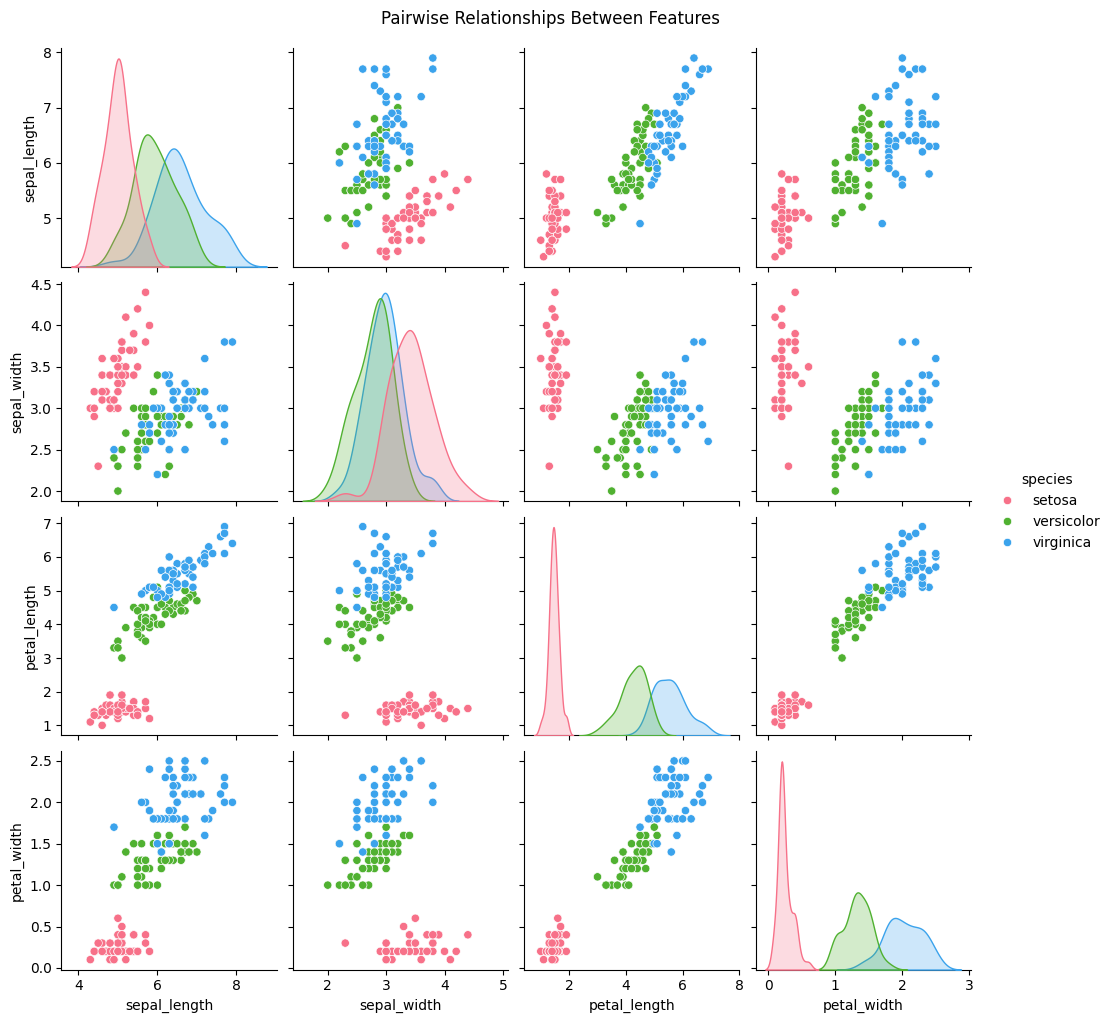 Pairwise Relationships Between Features
8
7
6
5
sepal_length
4.5
4.0
3.5
3.0
2.5
2.0
sepal_width
species
setosa
versicolor
virginica
7
6
5
4
3
2
1
petal_length
2.5
2.0
1.5
1.0
0.5
0.0
petal_width
4 6 8 2 3 4 5 2 4 6 8 0 1 2 3
sepal_length sepal_width petal_length petal_width